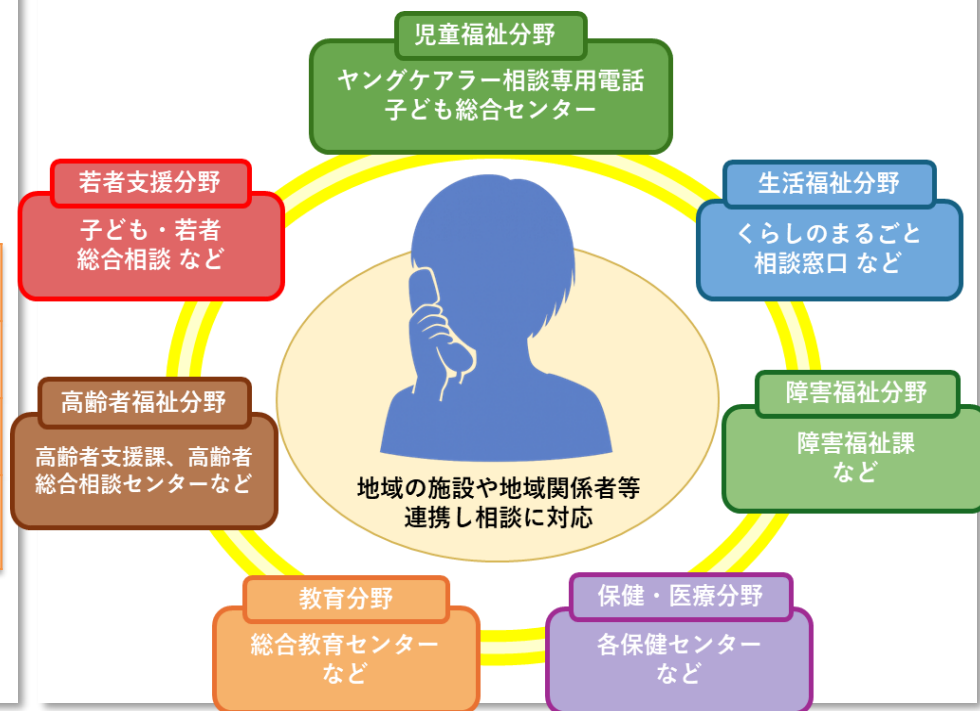 児童福祉分野
ヤングケアラー相談専用電話
子ども総合センター
若者支援分野
子ども・若者
総合相談 など
生活福祉分野
くらしのまるごと
相談窓口 など
高齢者福祉分野
高齢者支援課、高齢者
総合相談センターなど
障害福祉分野
障害福祉課
など
地域の施設や地域関係者等
連携し相談に対応
教育分野
総合教育センター
など
保健・医療分野
各保健センター
など